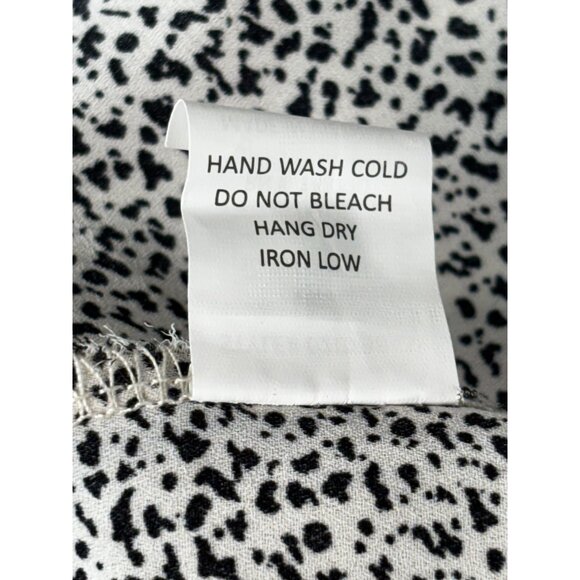 HAND WASH COLD
DO NOT BLEACH
HANG DRY
IRON LOW